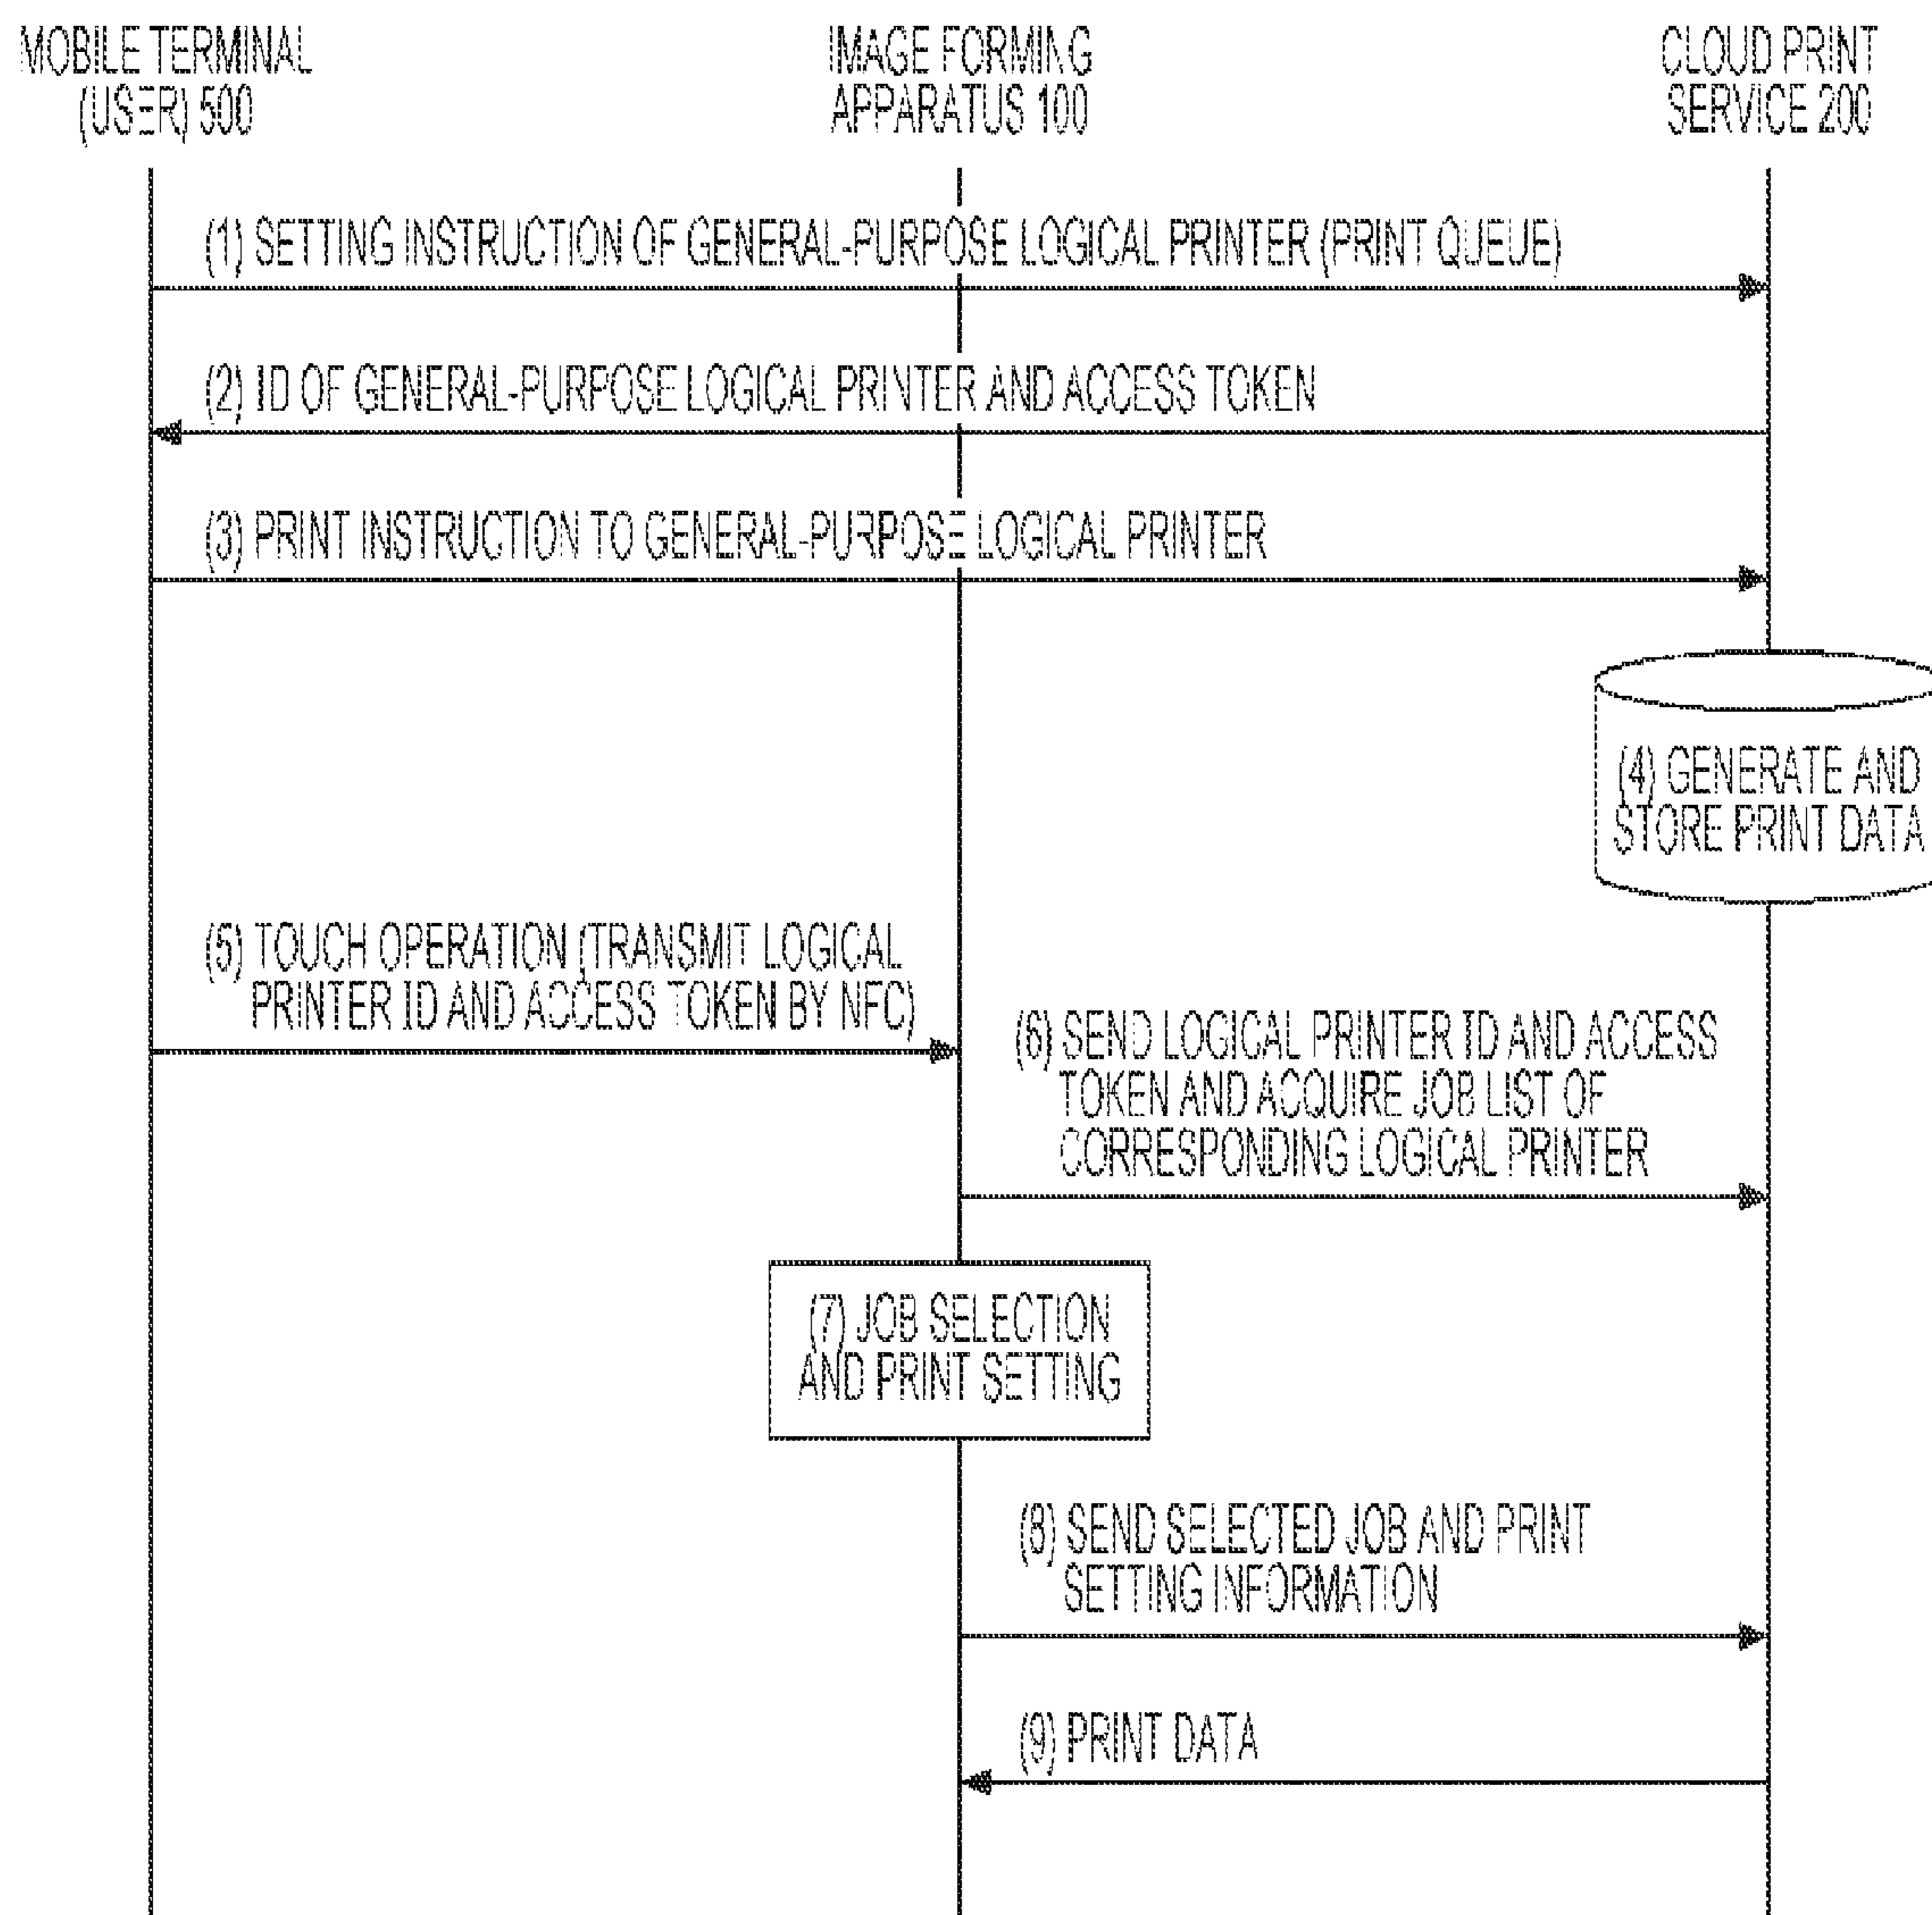 MOBILE TERMINAL
(USER) 500
IMAGE FORMING
APPARATUS 100
CLOUD PRINT
SERVICE 200
(1) SETTING INSTRUCTION OF GENERAL-PURPOSE LOGICAL PRINTER (PRINT QUEUE)
(2) ID OF GENERAL-PURPOSE LOGICAL PRINTER AND ACCESS TOKEN
(3) PRINT INSTRUCTION TO GENERAL-PURPOSE LOGICAL PRINTER
(4) GENERATE AND
STORE PRINT DATA
(5) TOUCH OPERATION (TRANSMIT LOGICAL
PRINTER ID AND ACCESS TOKEN BY NFC)
(6) SEND LOGICAL PRINTER ID AND ACCESS
TOKEN AND ACQUIRE JOB LIST OF
CORRESPONDING LOGICAL PRINTER
(7) JOB SELECTION
AND PRINT SETTING
(8) SEND SELECTED JOB AND PRINT
SETTING INFORMATION
(9) PRINT DATA